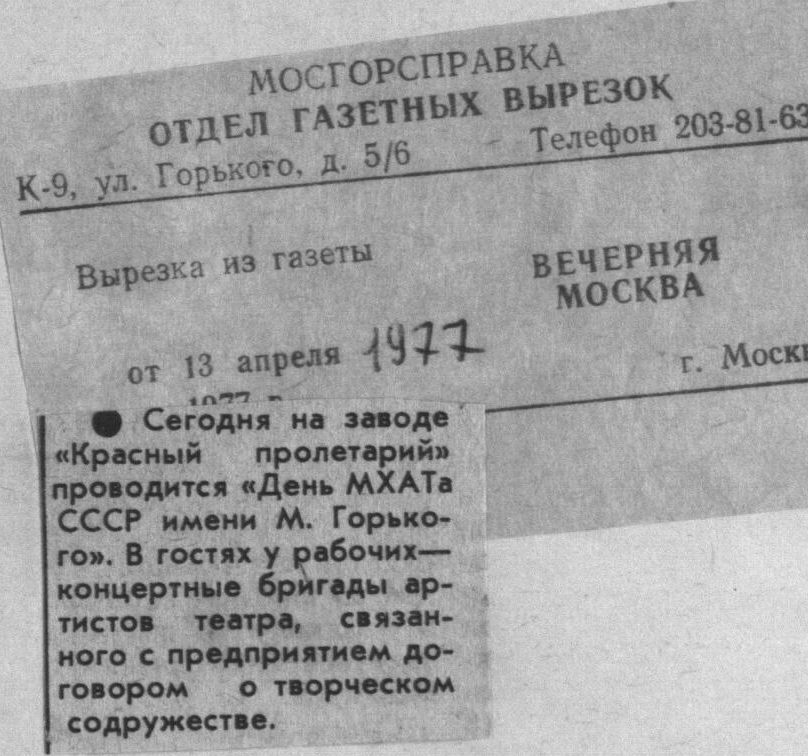 МОСГОРСПРАВКА
ОТДЕЛ ГАЗЕТНЫХ ВЫРЕЗОК
К-9, ул. Горького, д. 5/6 Телефон 203-81-63
Вырезка из газеты
ВЕЧЕРНЯЯ
МОСКВА
от 13 апреля 1977
г. Москв
1977 г.
● Сегодня на заводе
«Красный пролетарий»
проводится «День МХАТа
СССР имени М. Горько-
го». В гостях у рабочих—
концертные бригады ар-
тистов театра, связан-
ного с предприятием до-
говором о творческом
содружестве.